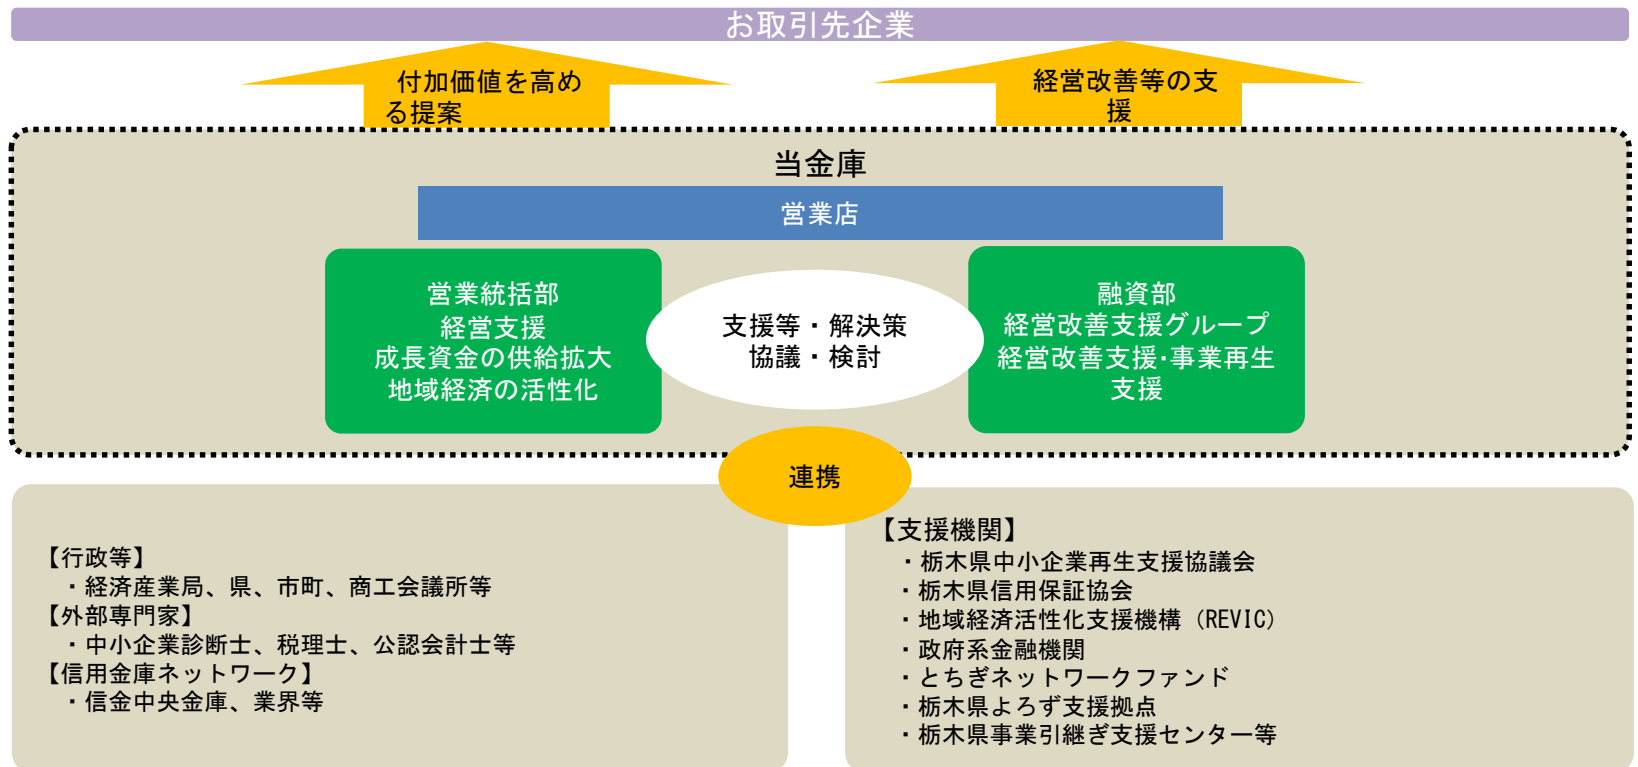 お取引先企業
付加価値を高め
る提案
経営改善等の支
援
当金庫
営業店
営業統括部
経営支援
成長資金の供給拡大
地域経済の活性化
支援等・解決策
協議・検討
融資部
経営改善支援グループ
経営改善支援・事業再生
支援
連携
【行政等】
・経済産業局、県、市町、商工会議所等
【外部専門家】
・中小企業診断士、税理士、公認会計士等
【信用金庫ネットワーク】
・信金中央金庫、業界等
【支援機関】
・栃木県中小企業再生支援協議会
・栃木県信用保証協会
・地域経済活性化支援機構（REVIC）
・政府系金融機関
・とちぎネットワークファンド
・栃木県よろず支援拠点
・栃木県事業引継ぎ支援センター等